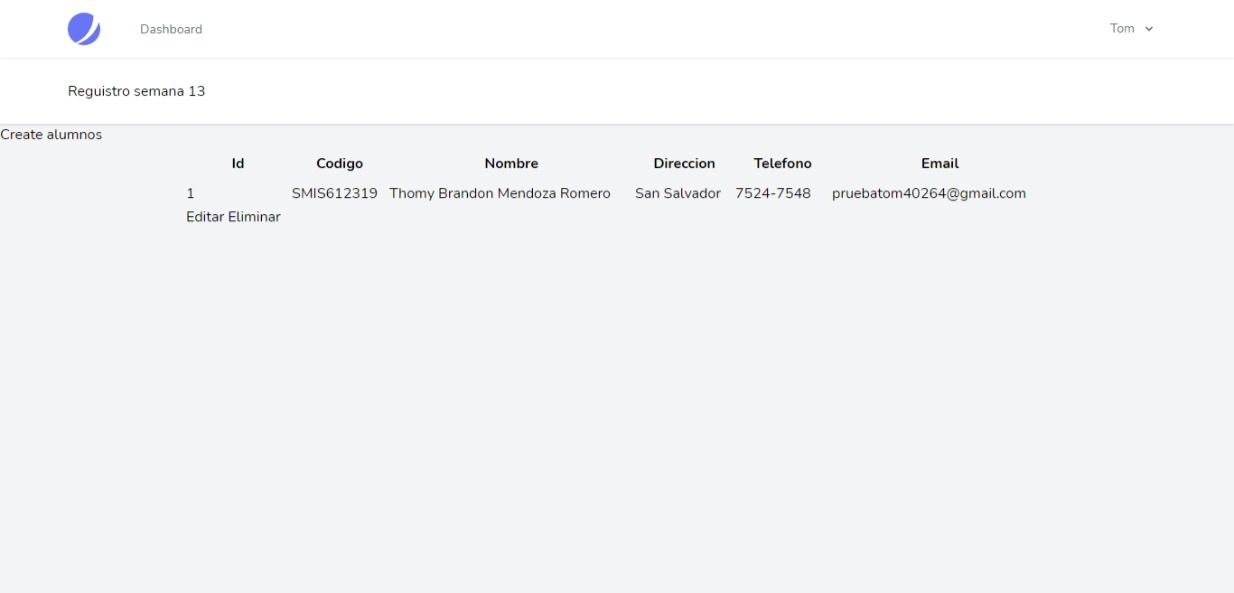 Dashboard Tom
Reguistro semana 13
Create alumnos
Id Codigo Nombre Direccion Telefono Email
1 SMIS612319 Thomy Brandon Mendoza Romero San Salvador 7524-7548 pruebatom40264@gmail.com
Editar Eliminar